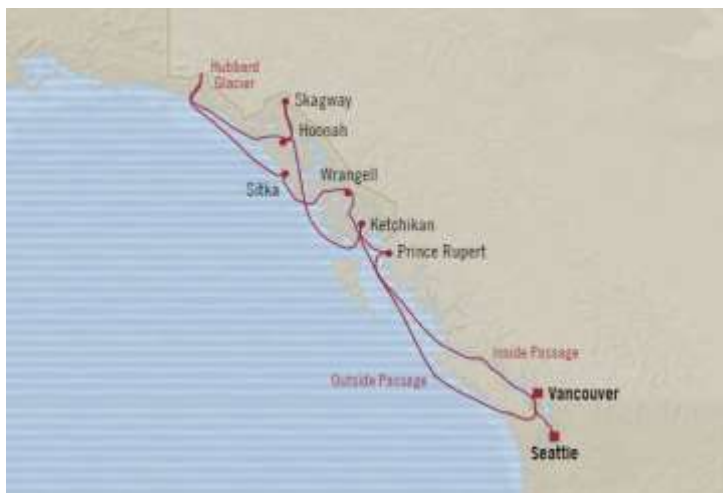 Hubbard
Glacier
Skagway
Hoonah
Wrangell
Sitka
Ketchikan
Prince Rupert
Inside Passage
Outside Passage
Vancouver
Seattle